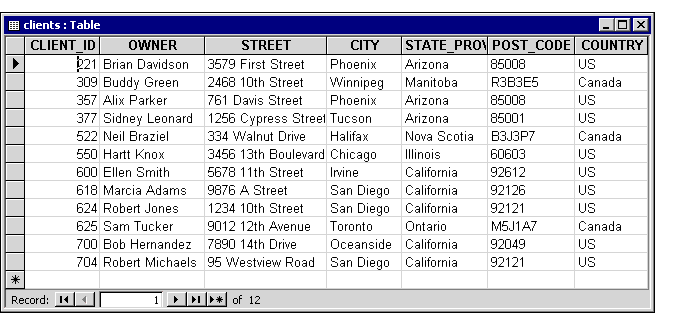 clients : Table
CLIENT_ID OWNER STREET CITY STATE_PROV POST_CODE COUNTRY
221 Brian Davidson 3579 First Street Phoenix Arizona 85008 US
309 Buddy Green 2468 10th Street Winnipeg Manitoba R3B3E5 Canada
357 Alix Parker 761 Davis Street Phoenix Arizona 85008 US
377 Sidney Leonard 1256 Cypress Street Tucson Arizona 85001 US
522 Neil Braziel 334 Walnut Drive Halifax Nova Scotia B3J3P7 Canada
550 Hartt Knox 3456 13th Boulevard Chicago Illinois 60603 US
600 Ellen Smith 5678 11th Street Irvine California 92612 US
618 Marcia Adams 9876 A Street San Diego California 92126 US
624 Robert Jones 1234 10th Street San Diego California 92121 US
625 Sam Tucker 9012 12th Avenue Toronto Ontario M5J1A7 Canada
700 Bob Hernandez 7890 14th Drive Oceanside California 92049 US
704 Robert Michaels 95 Westview Road San Diego California 92121 US
Record: 1 of 12